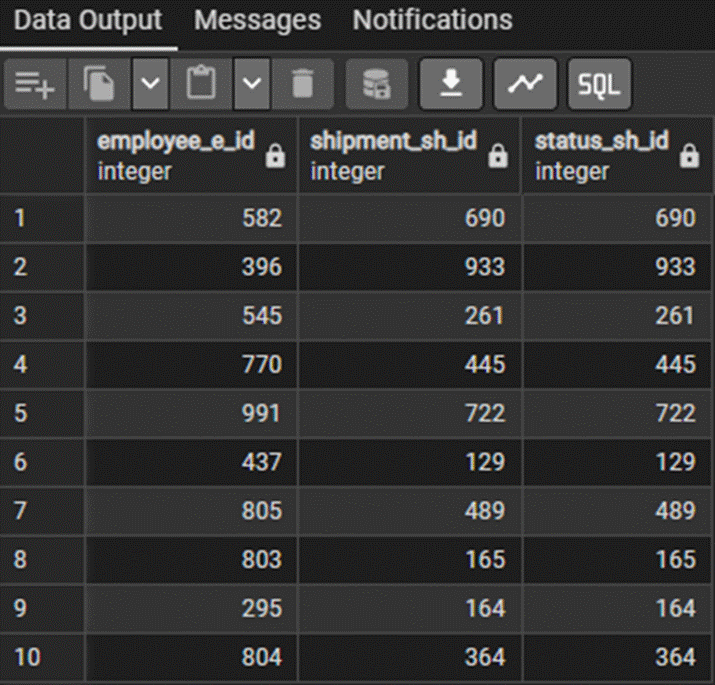 Data Output Messages Notifications
SQL
employee_e_id shipment_sh_id status_sh_id
integer integer integer
1 582 690 690
2 396 933 933
3 545 261 261
4 770 445 445
5 991 722 722
6 437 129 129
7 805 489 489
8 803 165 165
9 295 164 164
10 804 364 364